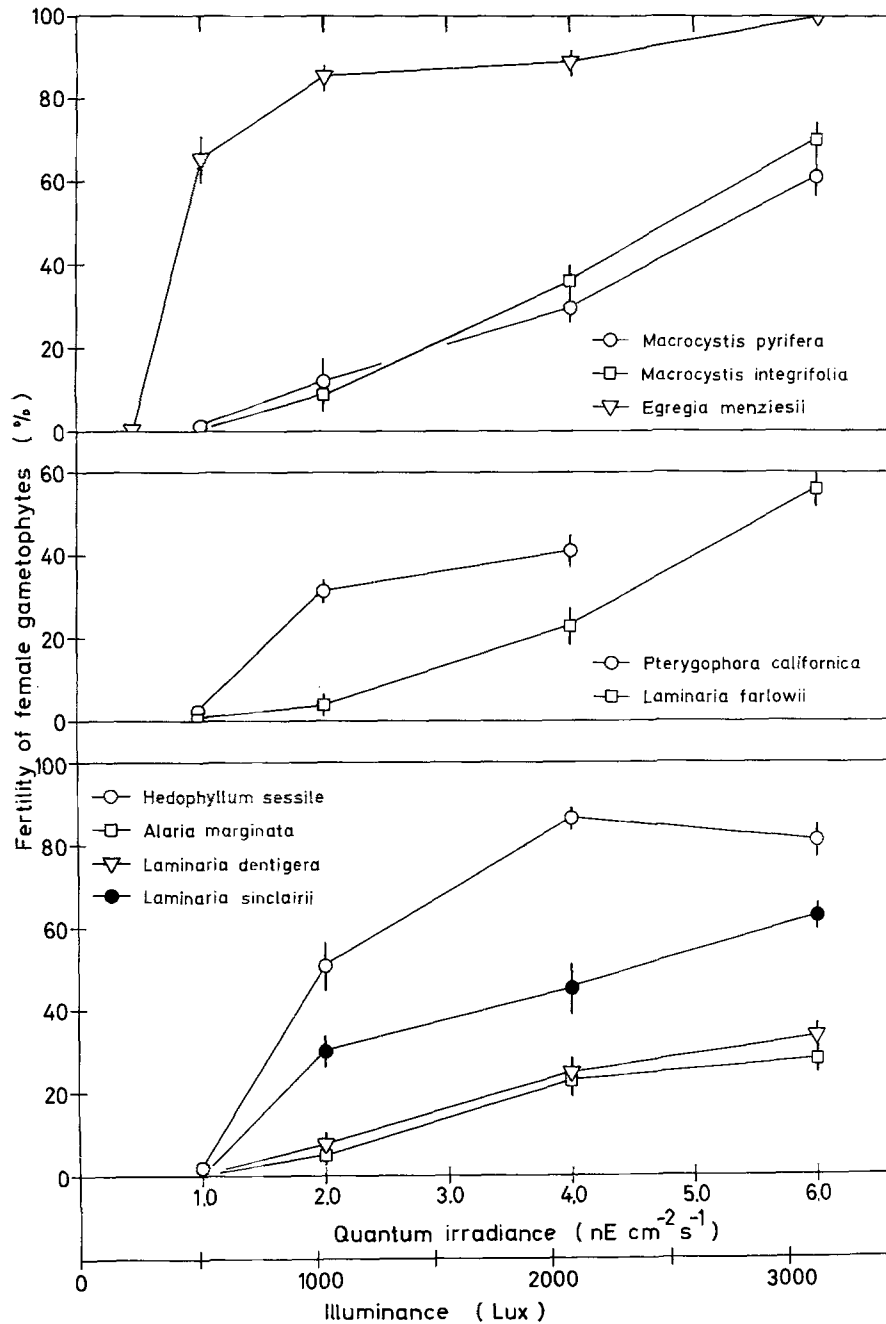 100
80
60
40
20
0
Macrocystis pyrifera
Macrocystis integrifolia
Egregia menziesii
60
40
20
0
Pterygophora californica
Laminaria farlowii
Fertility of female gametophytes (%)
100
80
60
40
20
0
Hedophyllum sessile
Alaria marginata
Laminaria dentigera
Laminaria sinclairii
1.0 2.0 3.0 4.0 5.0 6.0
Quantum irradiance (nE cm⁻² s⁻¹)
0 1000 2000 3000
Illuminance (Lux)